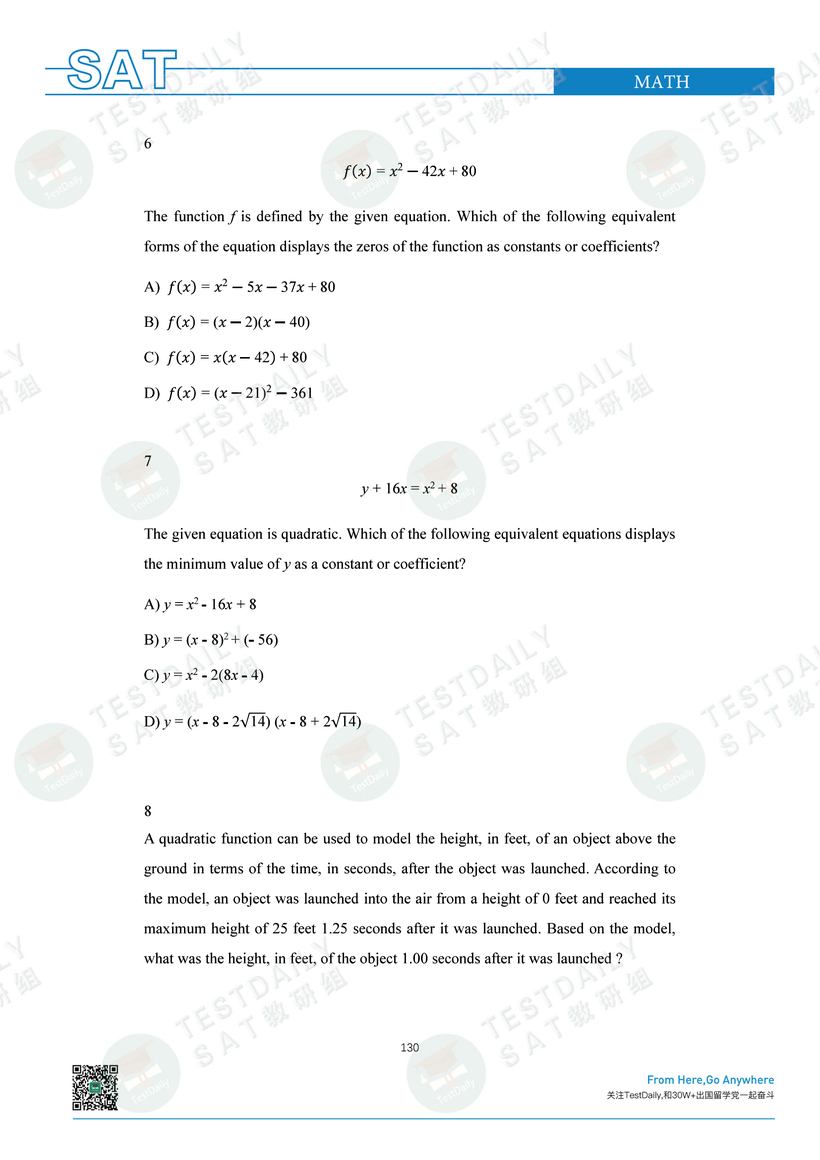 SAT
MATH
6
f(x) = x² − 42x + 80
The function f is defined by the given equation. Which of the following equivalent
forms of the equation displays the zeros of the function as constants or coefficients?
A) f(x) = x² − 5x − 37x + 80
B) f(x) = (x − 2)(x − 40)
C) f(x) = x(x − 42) + 80
D) f(x) = (x − 21)² − 361
7
y + 16x = x² + 8
The given equation is quadratic. Which of the following equivalent equations displays
the minimum value of y as a constant or coefficient?
A) y = x² - 16x + 8
B) y = (x - 8)² + (- 56)
C) y = x² - 2(8x - 4)
D) y = (x - 8 - 2√14) (x - 8 + 2√14)
8
A quadratic function can be used to model the height, in feet, of an object above the
ground in terms of the time, in seconds, after the object was launched. According to
the model, an object was launched into the air from a height of 0 feet and reached its
maximum height of 25 feet 1.25 seconds after it was launched. Based on the model,
what was the height, in feet, of the object 1.00 seconds after it was launched ?
130
From Here,Go Anywhere
关注TestDaily,和30W+出国留学党一起奋斗
TESTDAILY
SAT教研组
TestDaily